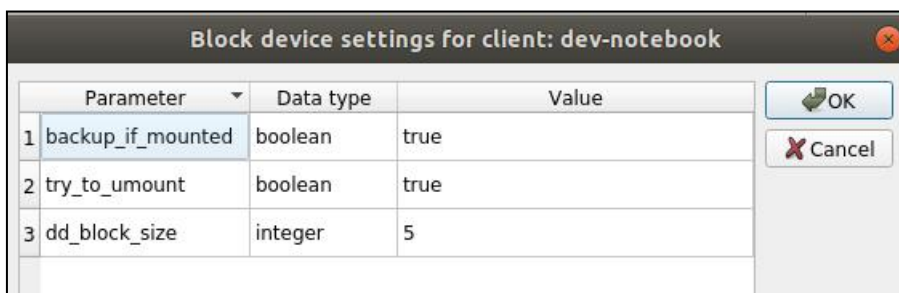 Block device settings for client: dev-notebook
Parameter Data type Value
1 backup_if_mounted boolean true
2 try_to_umount boolean true
3 dd_block_size integer 5
OK
Cancel